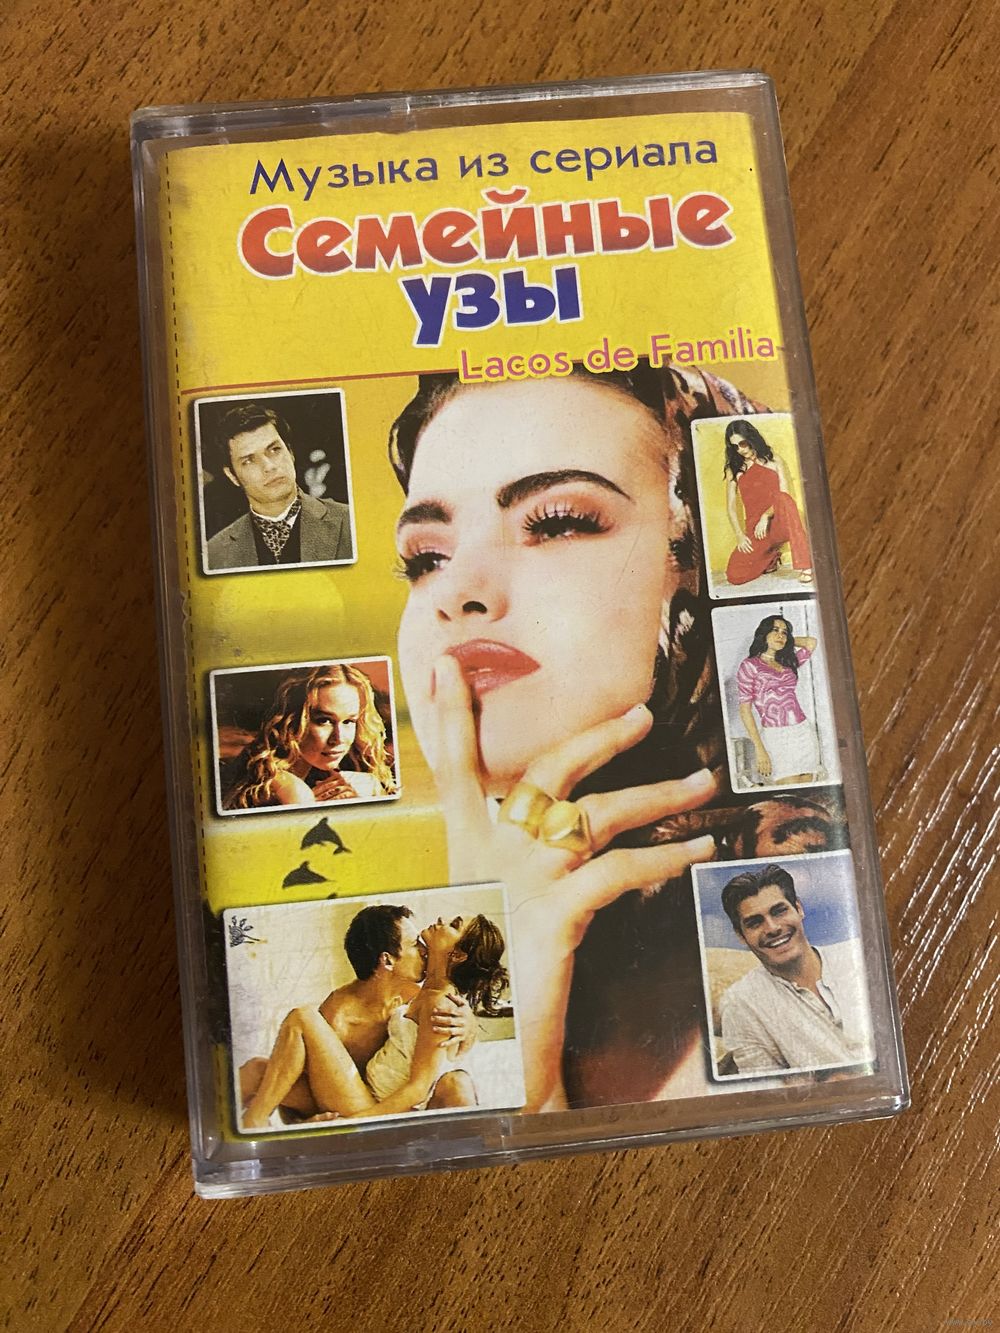 Музыка из сериала
Семейные
узы
Lacos de Familia